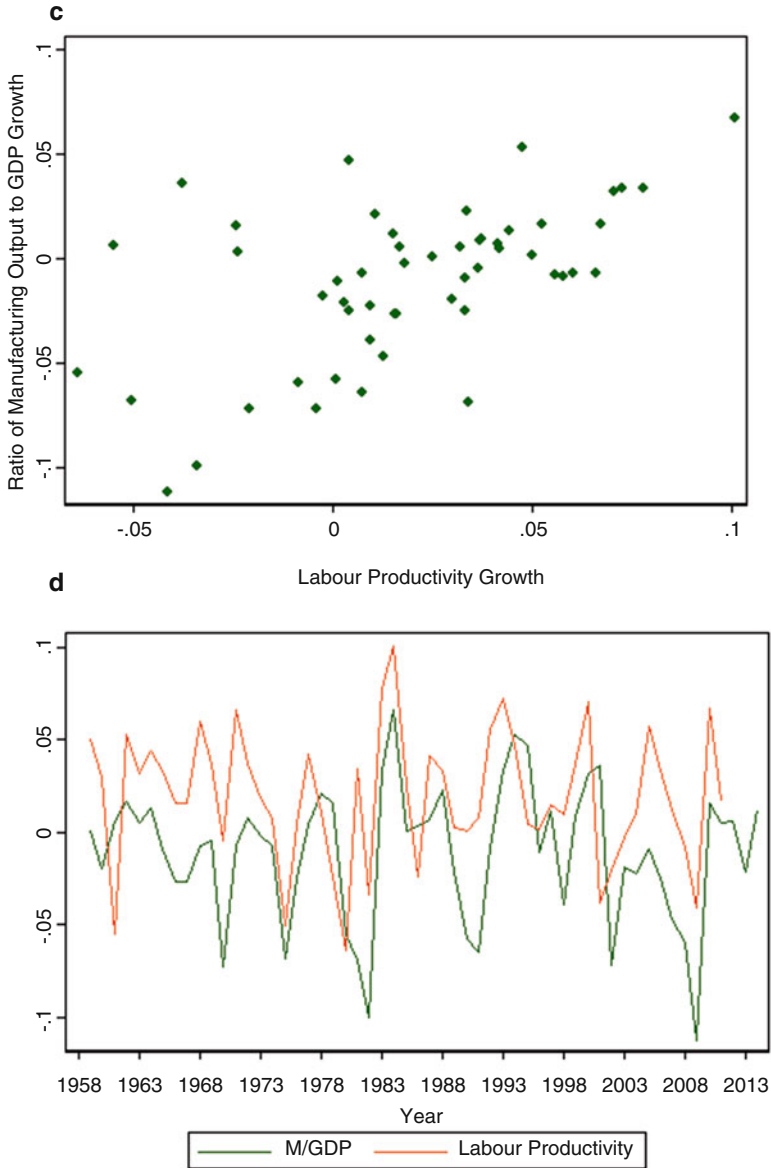 c
Ratio of Manufacturing Output to GDP Growth
.1
.05
0
-.05
-.1
-.05 0 .05 .1
Labour Productivity Growth
d
.1
.05
0
-.05
-.1
1958 1963 1968 1973 1978 1983 1988 1993 1998 2003 2008 2013
Year
M/GDP Labour Productivity